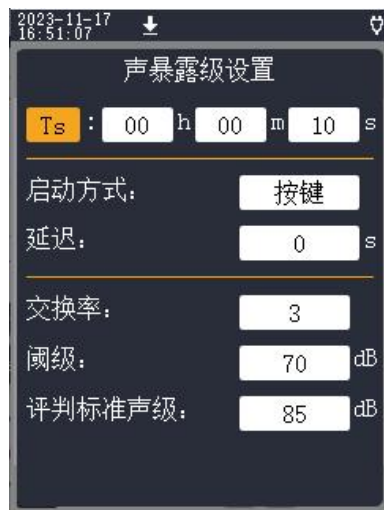 2023-11-17
16:51:07
声暴露级设置
Ts : 00 h 00 m 10 s
启动方式: 按键
延迟: 0 s
交换率: 3
阈级: 70 dB
评判标准声级: 85 dB